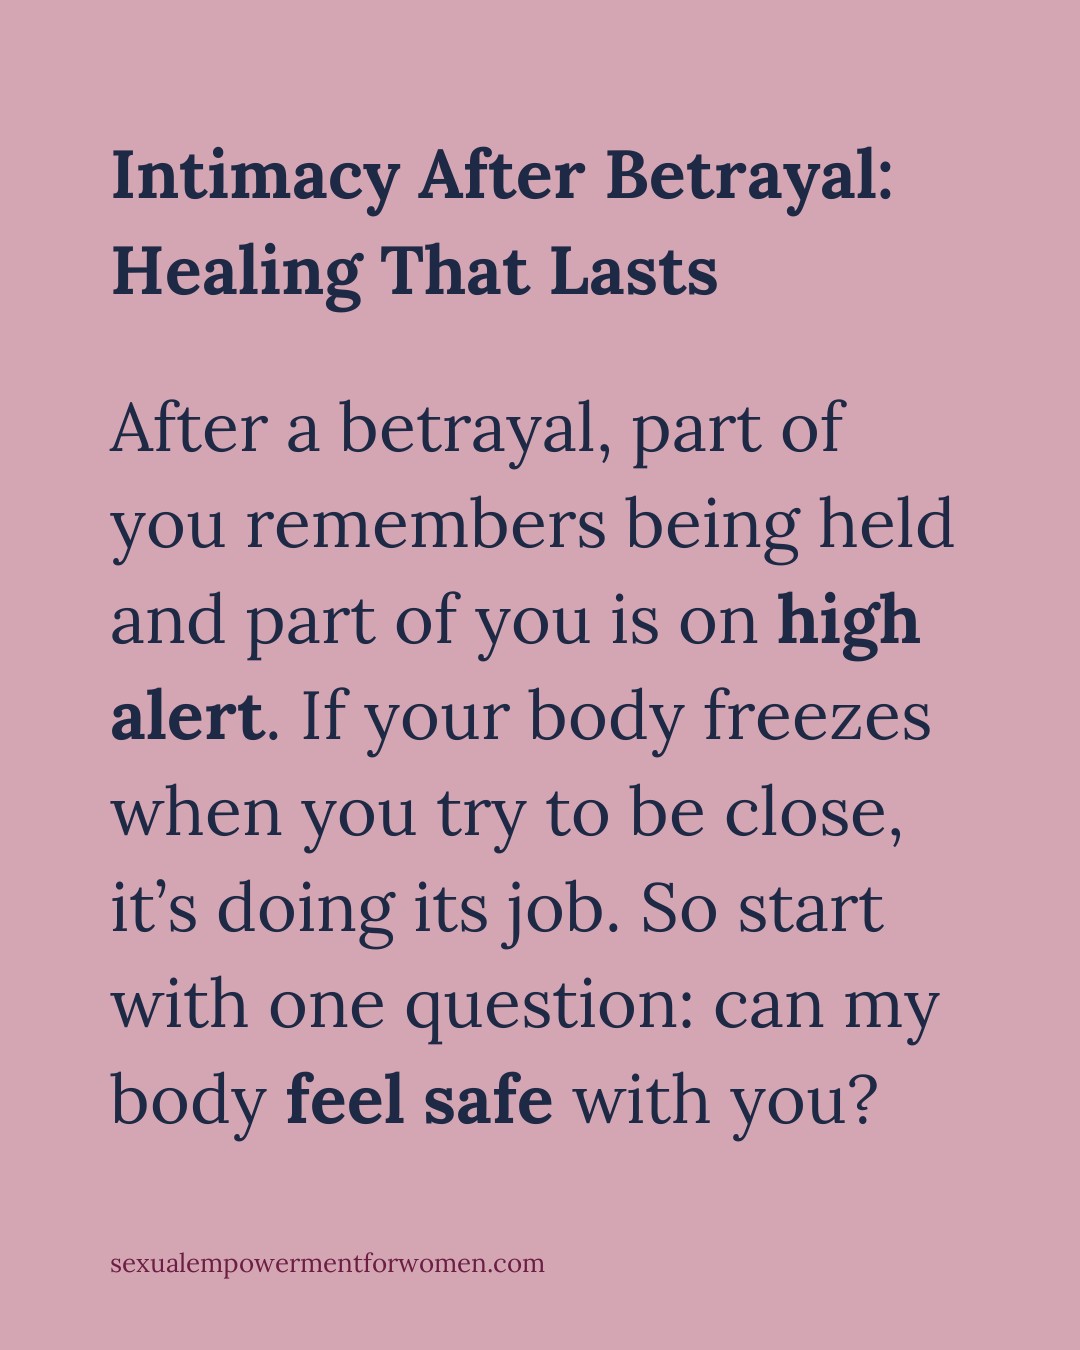 Intimacy After Betrayal:
Healing That Lasts
After a betrayal, part of
you remembers being held
and part of you is on high
alert. If your body freezes
when you try to be close,
it’s doing its job. So start
with one question: can my
body feel safe with you?
sexualempowermentforwomen.com